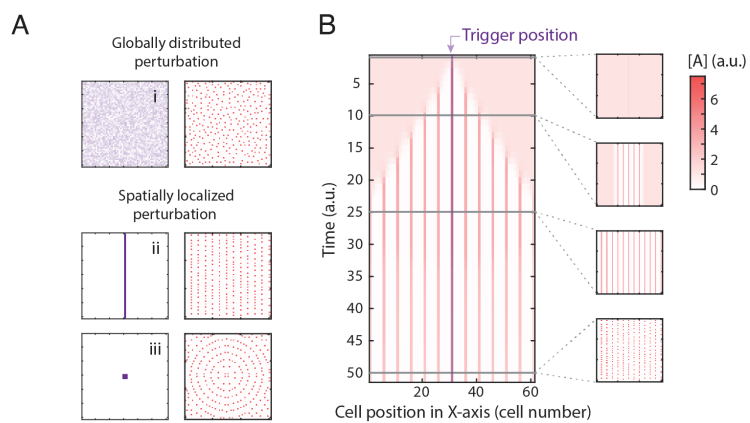 A
Globally distributed
perturbation
i
Spatially localized
perturbation
ii
iii
B
Trigger position
[A] (a.u.)
6
4
2
0
Time (a.u.)
5
10
15
20
25
30
35
40
45
50
20
40
60
Cell position in X-axis (cell number)